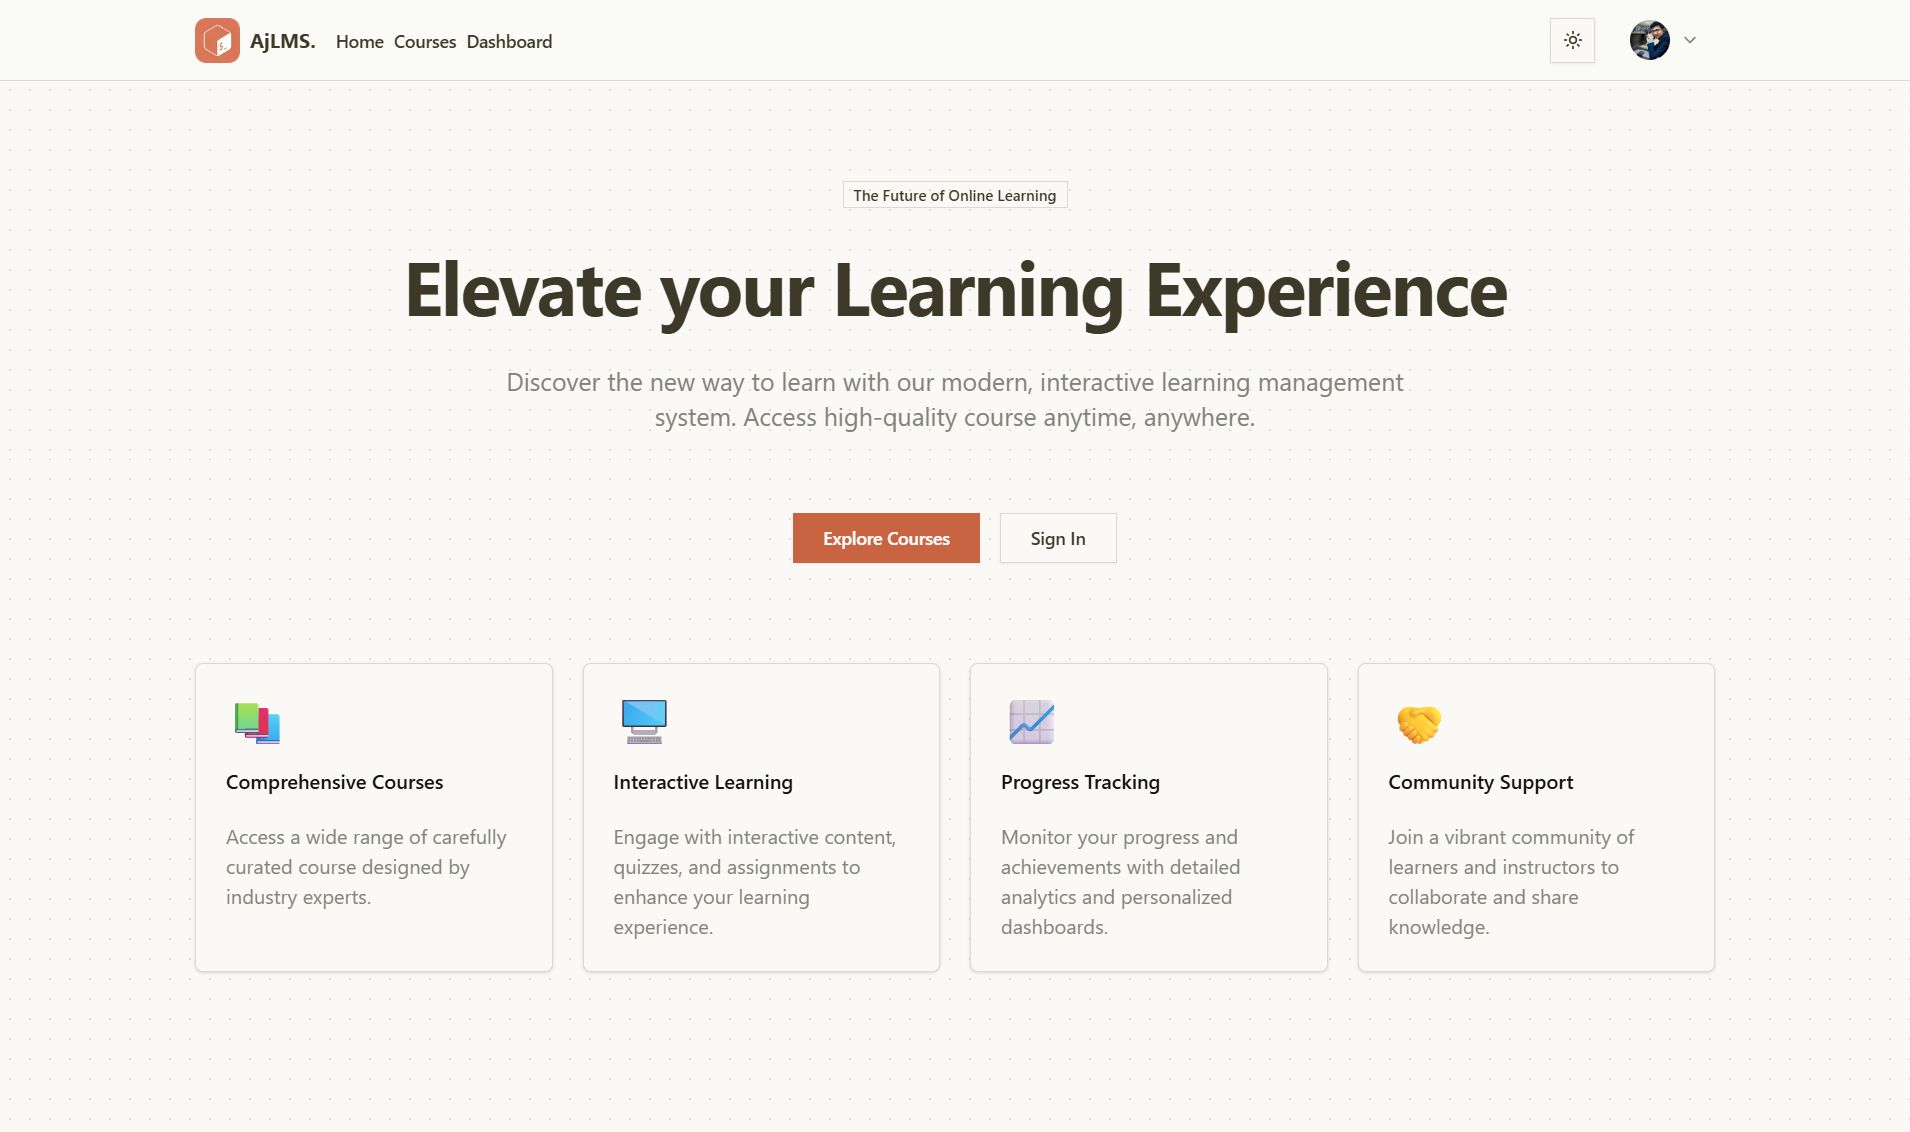 AjLMS.
Home Courses Dashboard
The Future of Online Learning
Elevate your Learning Experience
Discover the new way to learn with our modern, interactive learning management
system. Access high-quality course anytime, anywhere.
Explore Courses
Sign In
Comprehensive Courses
Access a wide range of carefully
curated course designed by
industry experts.
Interactive Learning
Engage with interactive content,
quizzes, and assignments to
enhance your learning
experience.
Progress Tracking
Monitor your progress and
achievements with detailed
analytics and personalized
dashboards.
Community Support
Join a vibrant community of
learners and instructors to
collaborate and share
knowledge.